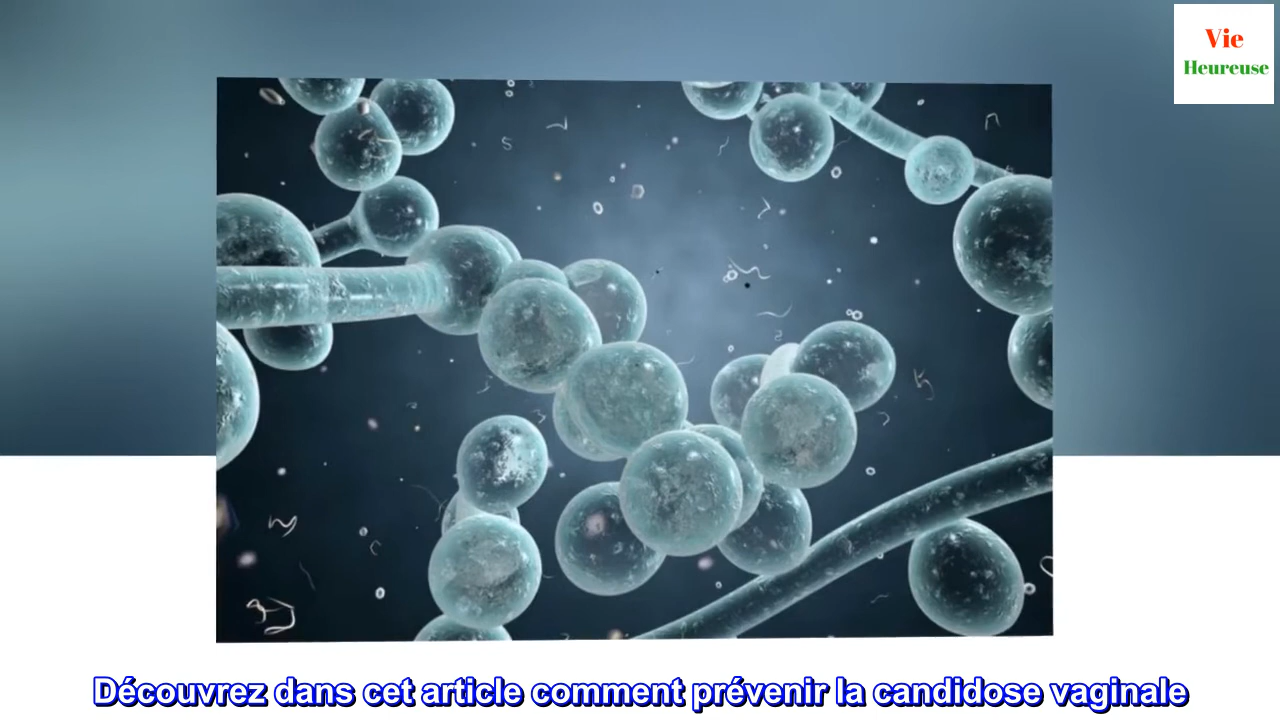 Vie
Heureuse
Découvrez dans cet article comment prévenir la candidose vaginale